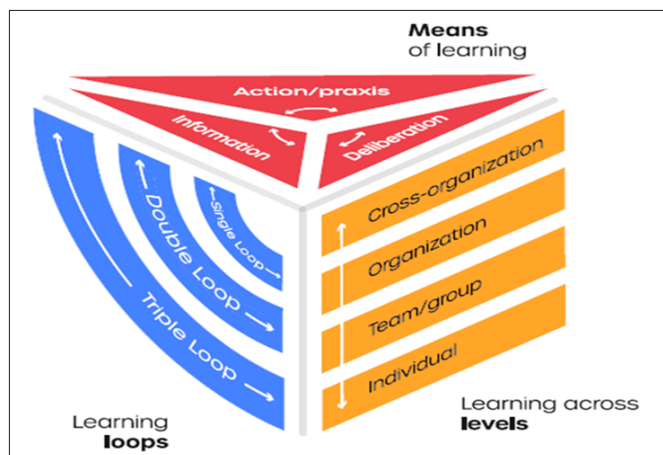 Means
of learning
Action/praxis
Information
Deliberation
Single Loop
Double Loop
Triple Loop
Cross-organization
Organization
Team/group
Individual
Learning
loops
Learning across
levels